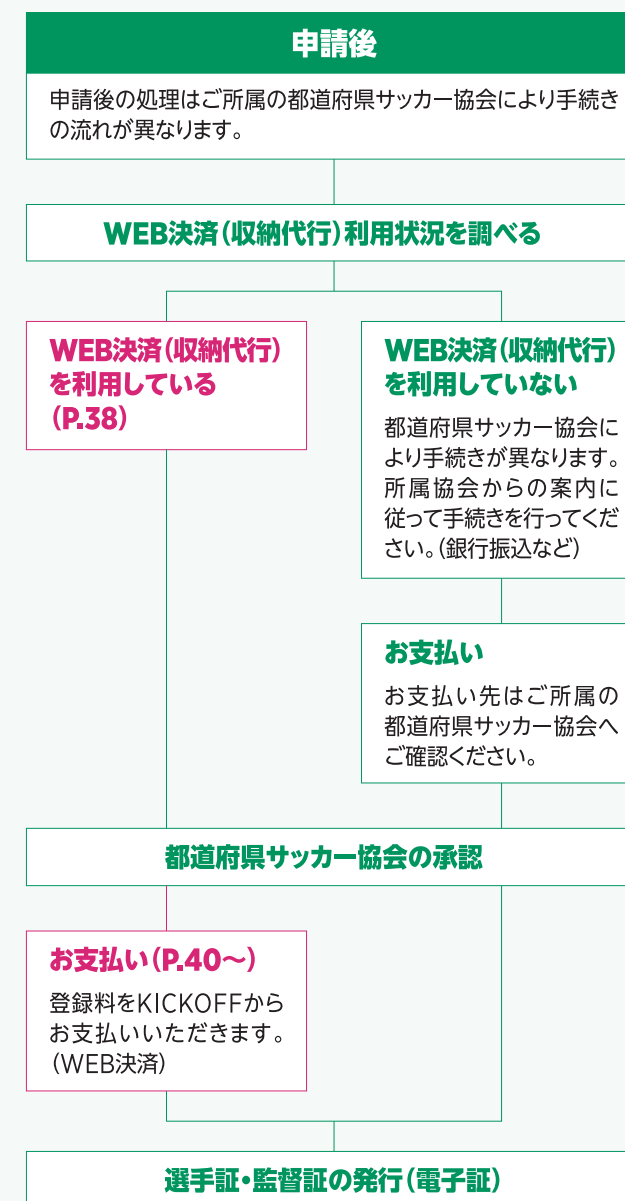 申請後
申請後の処理はご所属の都道府県サッカー協会により手続き
の流れが異なります。
WEB決済(収納代行)利用状況を調べる
WEB決済(収納代行)
を利用している
(P.38)
WEB決済(収納代行)
を利用していない
都道府県サッカー協会に
より手続きが異なります。
所属協会からの案内に
従って手続きを行ってくだ
さい。(銀行振込など)
お支払い
お支払い先はご所属の
都道府県サッカー協会へ
ご確認ください。
都道府県サッカー協会の承認
お支払い(P.40〜)
登録料をKICKOFFから
お支払いいただきます。
(WEB決済)
選手証・監督証の発行(電子証)